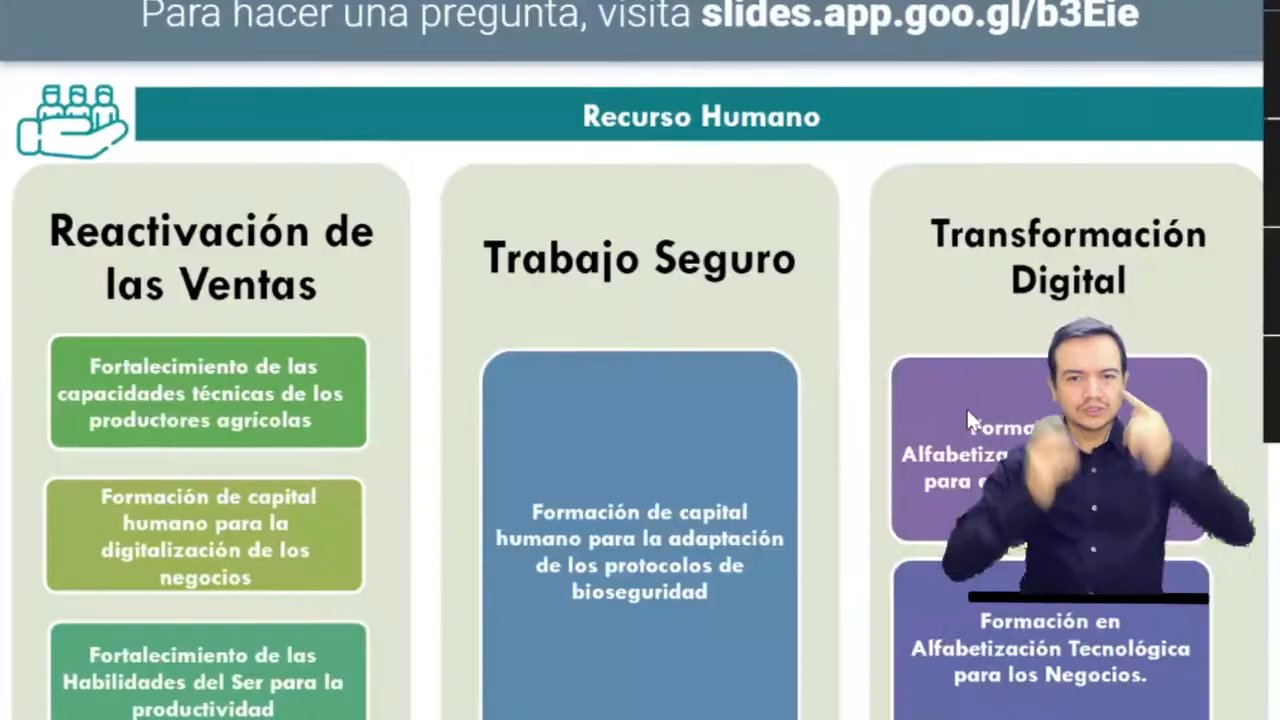 Para hacer una pregunta, visita slides.app.goo.gl/b3Eie
Recurso Humano
Reactivación de
las Ventas
Fortalecimiento de las
capacidades técnicas de los
productores agrícolas
Formación de capital
humano para la
digitalización de los
negocios
Fortalecimiento de las
Habilidades del Ser para la
productividad
Trabajo Seguro
Formación de capital
humano para la adaptación
de los protocolos de
bioseguridad
Transformación
Digital
para
Formación en
Alfabetización Tecnológica
para los Negocios.